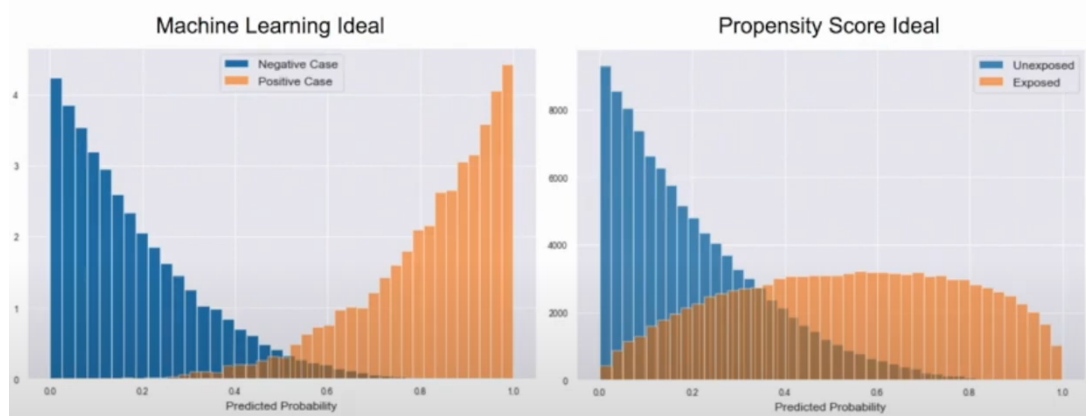 Machine Learning Ideal
Negative Case
Positive Case
4
3
2
1
0
0.0 0.2 0.4 0.6 0.8 1.0
Predicted Probability
Propensity Score Ideal
Unexposed
Exposed
8000
6000
4000
2000
0
0.0 0.2 0.4 0.6 0.8 1.0
Predicted Probability